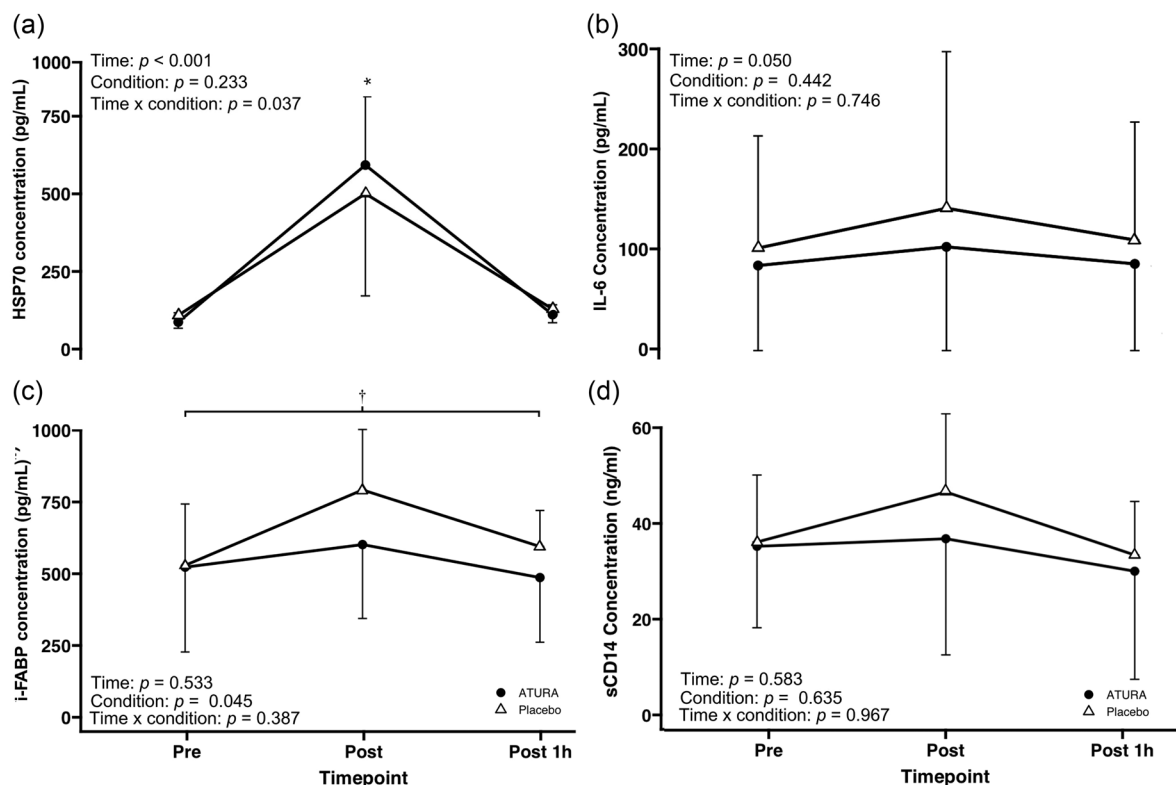 (a)
Time: p < 0.001
Condition: p = 0.233
Time x condition: p = 0.037
*
HSP70 concentration (pg/mL)
1000
750
500
250
0
(b)
Time: p = 0.050
Condition: p = 0.442
Time x condition: p = 0.746
IL-6 Concentration (pg/mL)
300
200
100
0
(c)
†
i-FABP concentration (pg/mL)
1000
750
500
250
0
Time: p = 0.533
Condition: p = 0.045
Time x condition: p = 0.387
ATURA
Placebo
Pre
Post
Post 1h
Timepoint
(d)
sCD14 Concentration (ng/ml)
60
40
20
0
Time: p = 0.583
Condition: p = 0.635
Time x condition: p = 0.967
ATURA
Placebo
Pre
Post
Post 1h
Timepoint